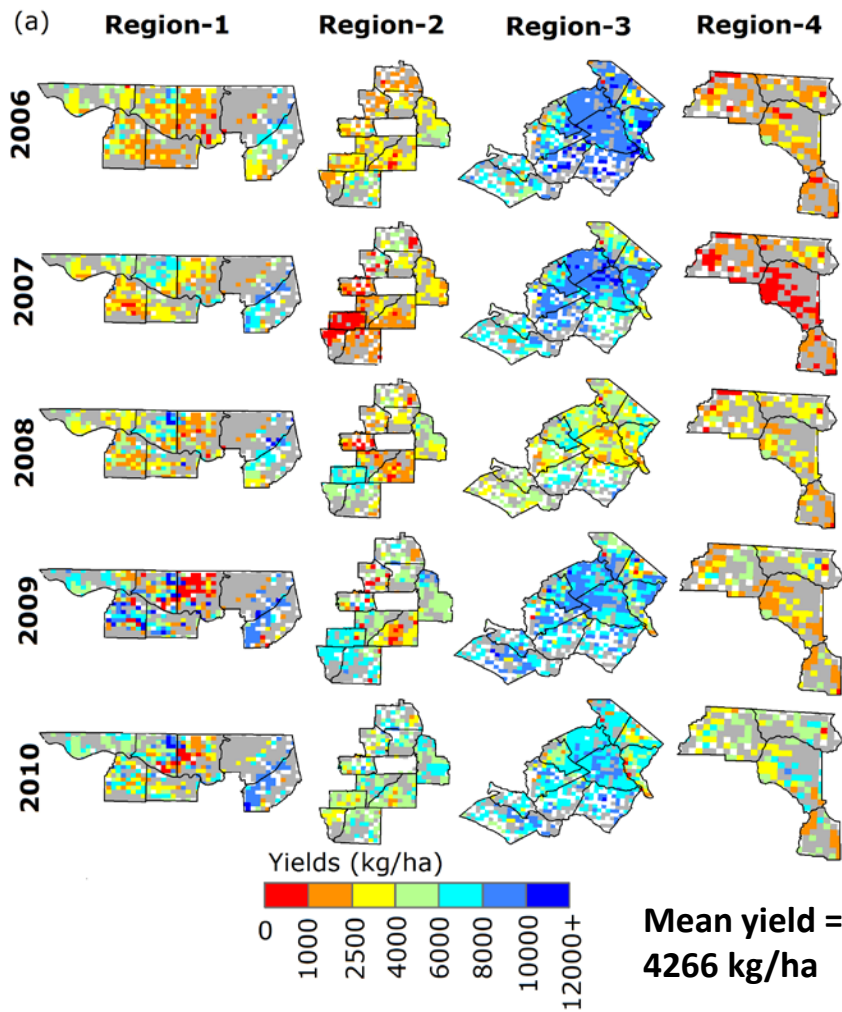 (a)
Region-1 Region-2 Region-3 Region-4
2006
2007
2008
2009
2010
Yields (kg/ha)
0 1000 2500 4000 6000 8000 10000 12000+
Mean yield =
4266 kg/ha